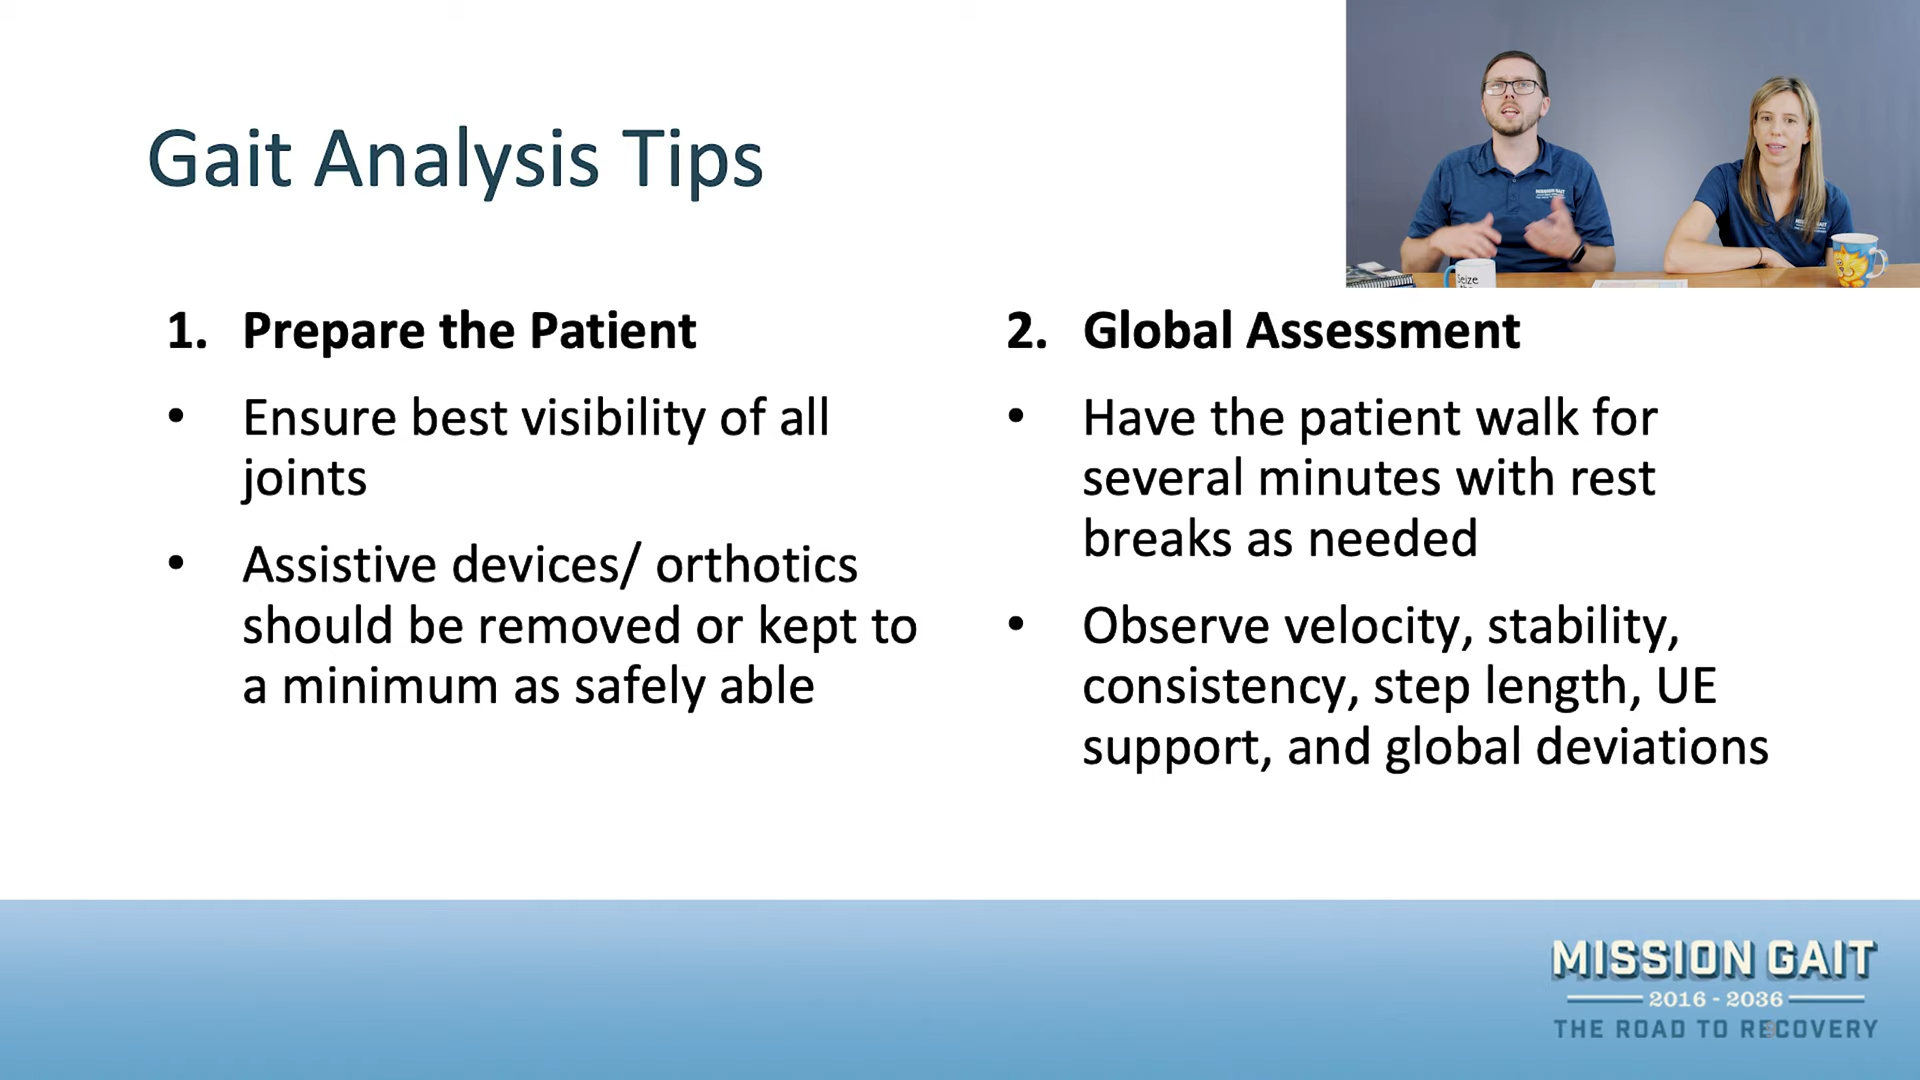 Gait Analysis Tips
1. Prepare the Patient
• Ensure best visibility of all
joints
• Assistive devices/ orthotics
should be removed or kept to
a minimum as safely able
2. Global Assessment
• Have the patient walk for
several minutes with rest
breaks as needed
• Observe velocity, stability,
consistency, step length, UE
support, and global deviations
MISSION GAIT
Seize
MISSION GAIT
2016 - 2036
THE ROAD TO RECOVERY